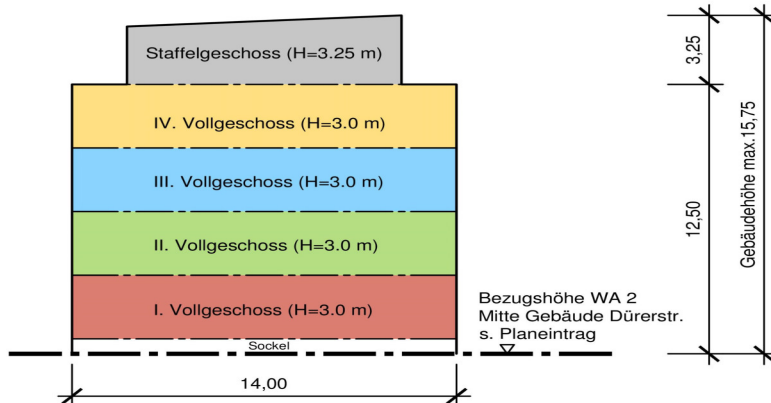 Staffelgeschoss (H=3.25 m)
IV. Vollgeschoss (H=3.0 m)
III. Vollgeschoss (H=3.0 m)
II. Vollgeschoss (H=3.0 m)
I. Vollgeschoss (H=3.0 m)
Sockel
14,00
Bezugshöhe WA 2
Mitte Gebäude Dürerstr.
s. Planeintrag
3,25
12,50
Gebäudehöhe max.15,75